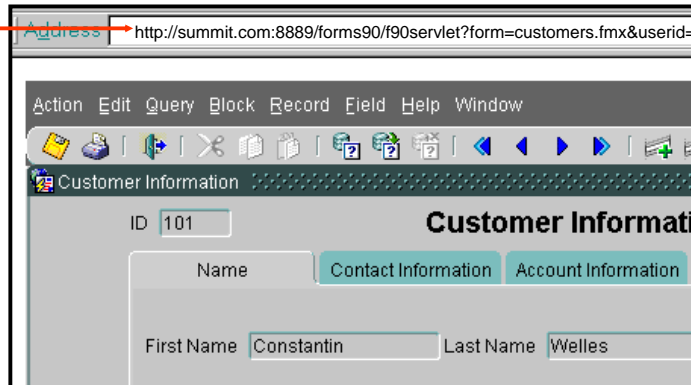 Address http://summit.com:8889/forms90/f90servlet?form=customers.fmx&userid=
Action Edit Query Block Record Field Help Window
Customer Information
ID 101 Customer Informati
Name Contact Information Account Information
First Name Constantin Last Name Welles